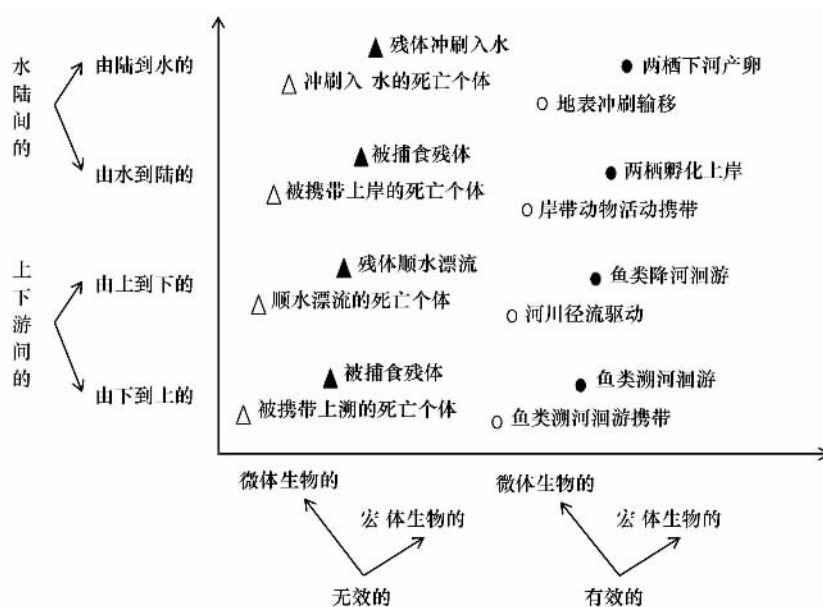 水陆间的
由陆到水的
由水到陆的
上下游间的
由上到下的
由下到上的
残体冲刷入水
冲刷入 水的死亡个体
两栖下河产卵
地表冲刷输移
被捕食残体
被携带上岸的死亡个体
两栖孵化上岸
岸带动物活动携带
残体顺水漂流
顺水漂流的死亡个体
鱼类降河洄游
河川径流驱动
被捕食残体
被携带上溯的死亡个体
鱼类溯河洄游
鱼类溯河洄游携带
微体生物的
宏 体生物的
无效的
微体生物的
宏 体生物的
有效的